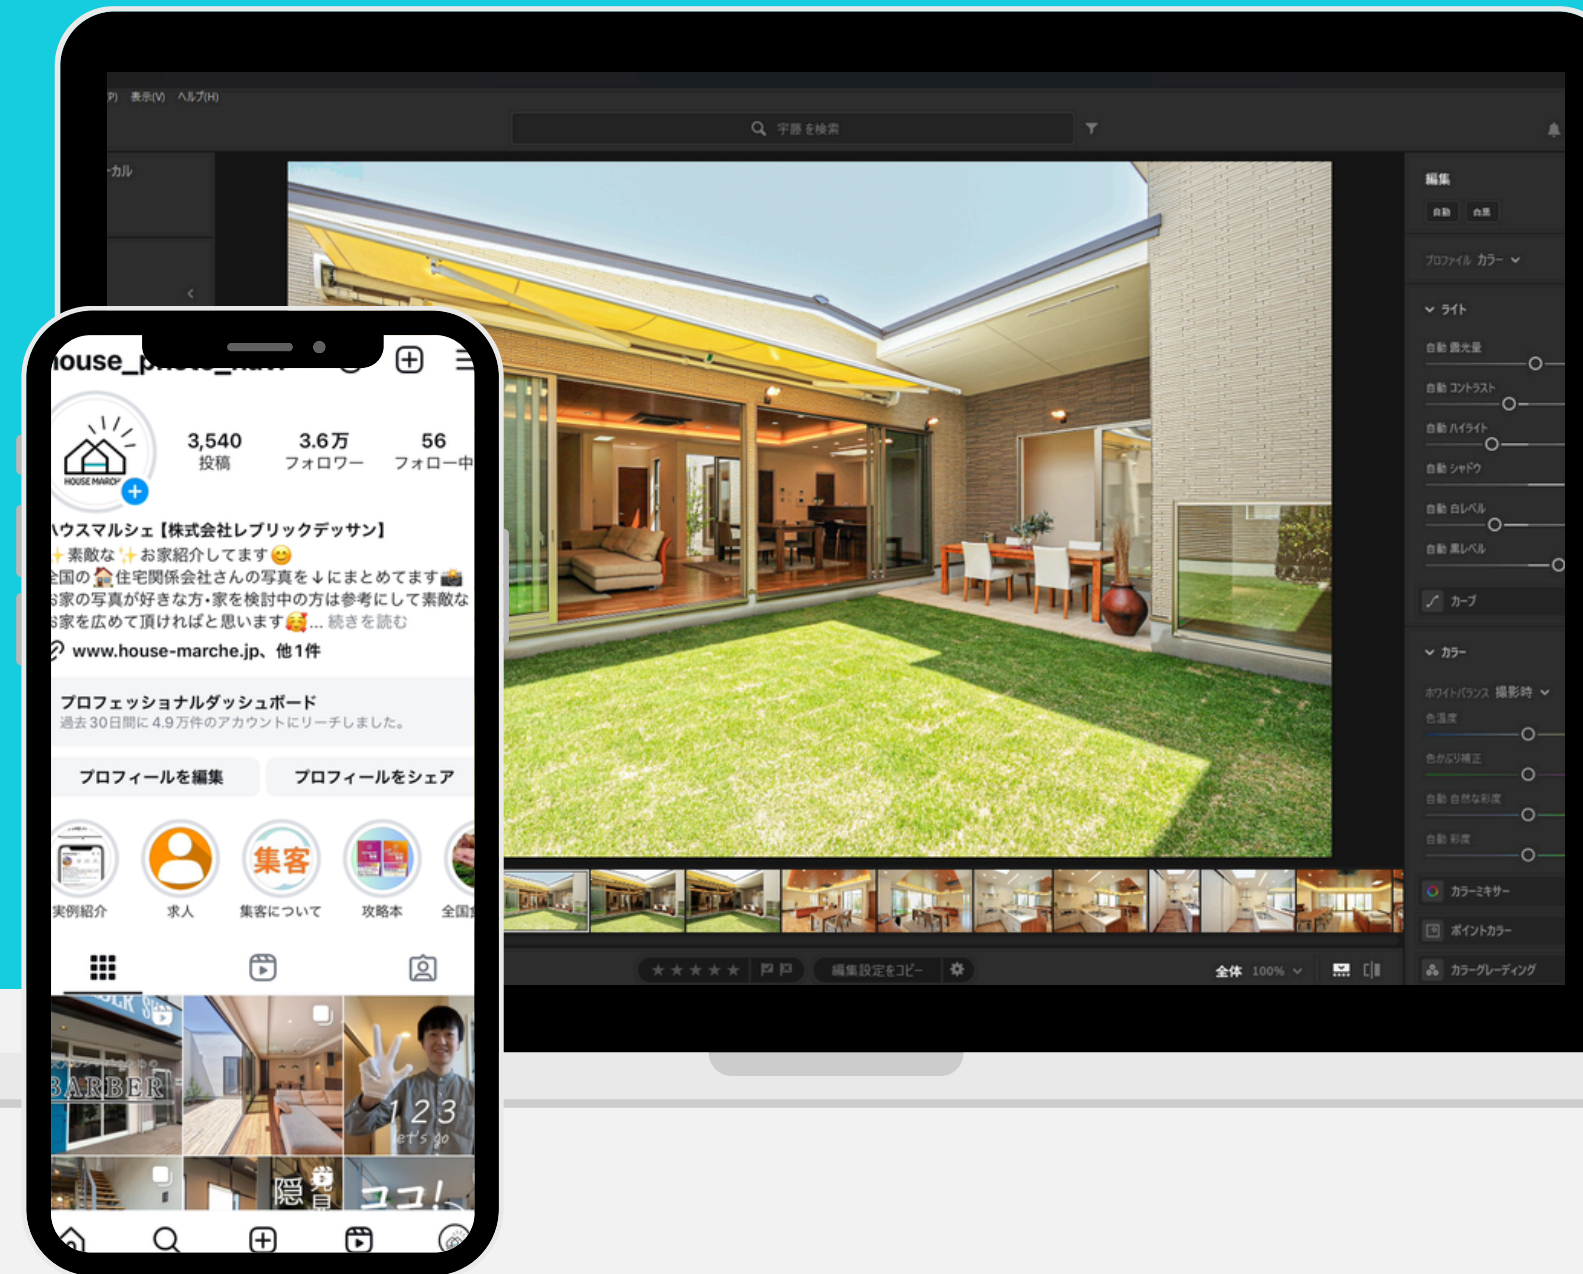 表示(V) ヘルプ(H)
宇藤 を検索
編集
自動 白黒
プロファイル カラー
ライト
自動 露光量
自動 コントラスト
自動 ハイライト
自動 シャドウ
自動 白レベル
自動 黒レベル
カーブ
カラー
ホワイトバランス 撮影時
色温度
色かぶり補正
自動 自然な彩度
自動 彩度
カラーミキサー
ポイントカラー
カラーグレーディング
編集設定をコピー
全体 100%
HOUSE
3,540 3.6万 56
投稿 フォロワー フォロー中
ハウスマルシェ【株式会社レブリックデッサン】
✨素敵な✨お家紹介してます😊
全国の🏠住宅関係会社さんの写真を↓にまとめてます📸
お家の写真が好きな方・家を検討中の方は参考にして素敵な
お家を広めて頂ければと思います🥰... 続きを読む
www.house-marche.jp、他1件
プロフェッショナルダッシュボード
過去30日間に4.9万件のアカウントにリーチしました。
プロフィールを編集 プロフィールをシェア
集客
実例紹介 求人 集客について 攻略本 全国
BARBER
1 2 3
let's go
隠
発見
ココ!